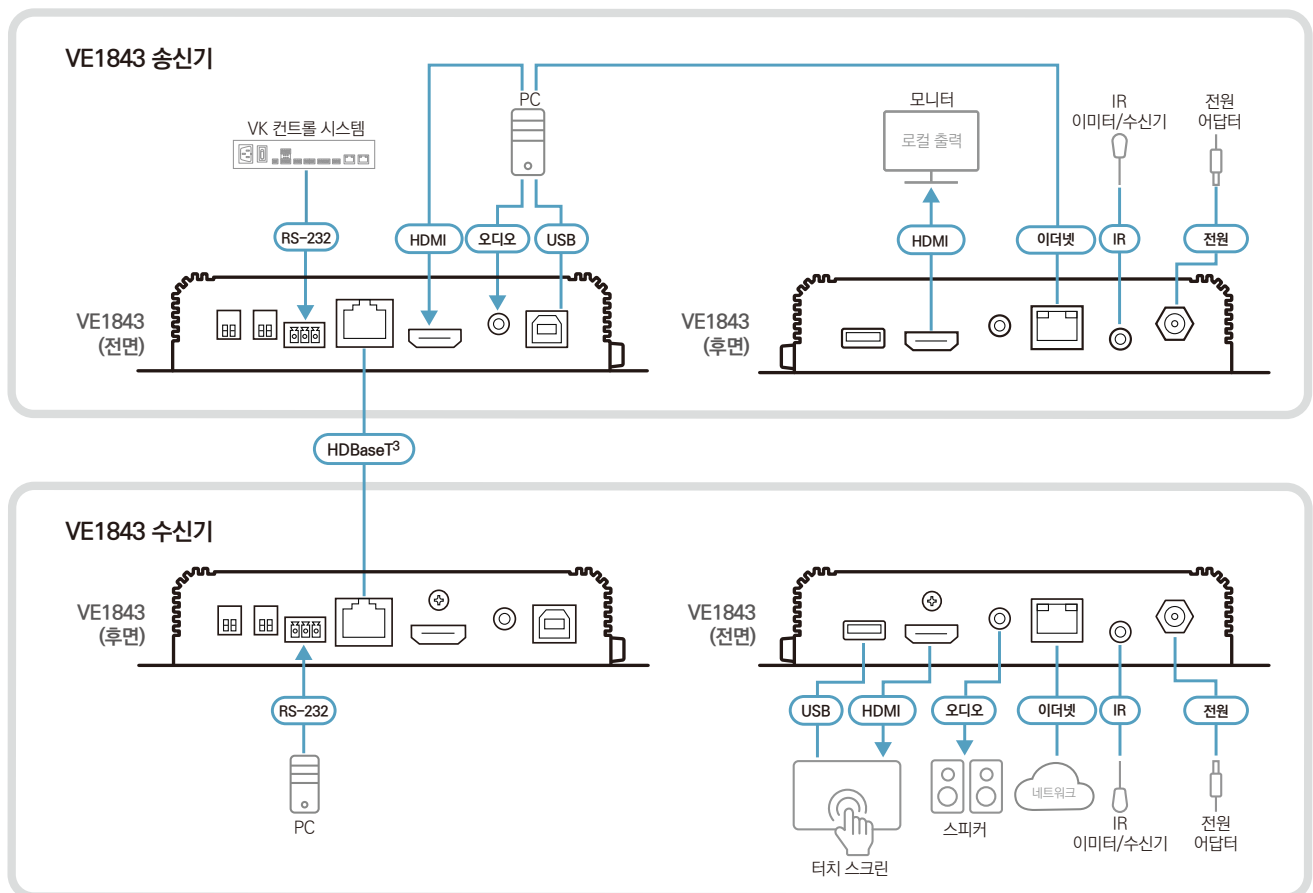 VE1843 송신기
PC
VK 컨트롤 시스템
모니터
로컬 출력
IR
이미터/수신기
전원
어답터
RS-232
HDMI
오디오
USB
HDMI
이더넷
IR
전원
VE1843
(전면)
VE1843
(후면)
HDBaseT3
VE1843 수신기
VE1843
(후면)
VE1843
(전면)
RS-232
USB
HDMI
오디오
이더넷
IR
전원
PC
터치 스크린
스피커
네트워크
IR
이미터/수신기
전원
어답터